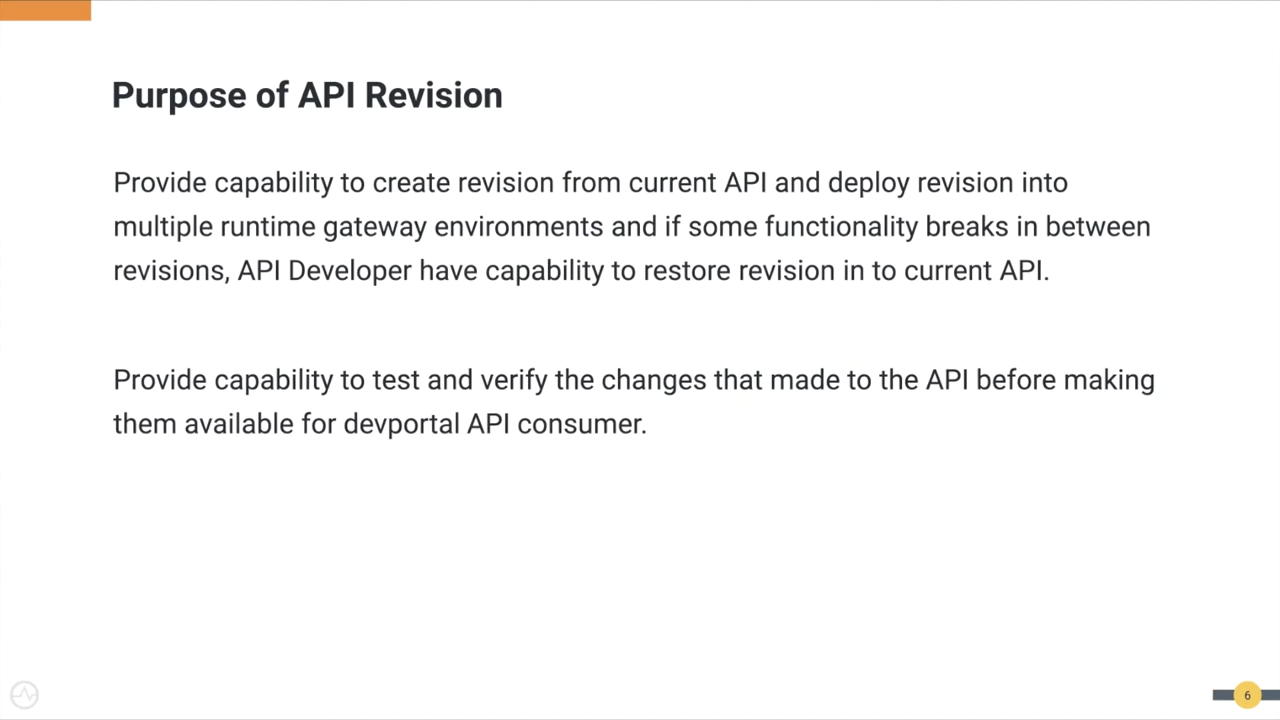 Purpose of API Revision
Provide capability to create revision from current API and deploy revision into
multiple runtime gateway environments and if some functionality breaks in between
revisions, API Developer have capability to restore revision in to current API.
Provide capability to test and verify the changes that made to the API before making
them available for devportal API consumer.
6